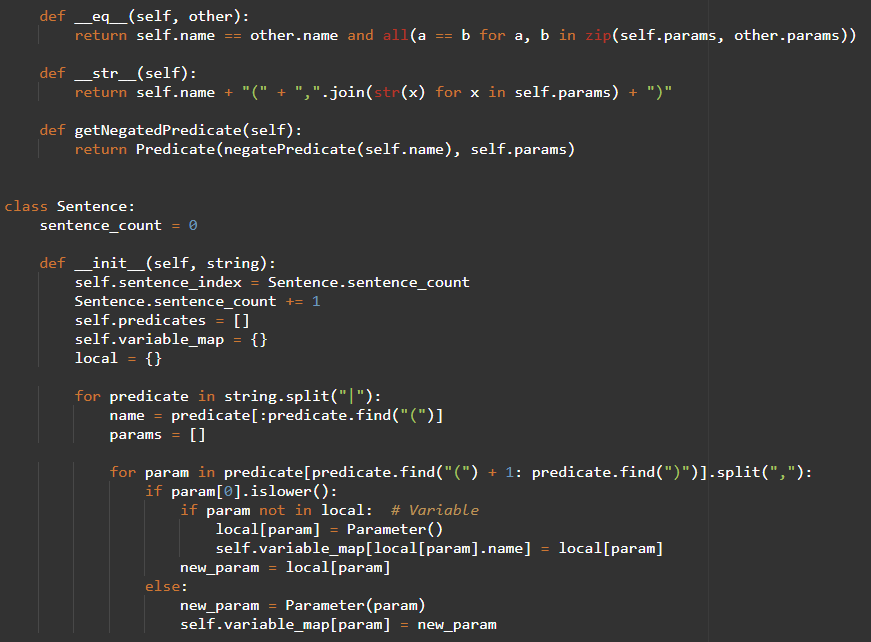 def __eq__(self, other):
return self.name == other.name and all(a == b for a, b in zip(self.params, other.params))
def __str__(self):
return self.name + "(" + ",".join(str(x) for x in self.params) + ")"
def getNegatedPredicate(self):
return Predicate(negatePredicate(self.name), self.params)
class Sentence:
sentence_count = 0
def __init__(self, string):
self.sentence_index = Sentence.sentence_count
Sentence.sentence_count += 1
self.predicates = []
self.variable_map = {}
local = {}
for predicate in string.split("|"):
name = predicate[:predicate.find("(")]
params = []
for param in predicate[predicate.find("(") + 1: predicate.find(")")].split(","):
if param[0].islower():
if param not in local:  # Variable
local[param] = Parameter()
self.variable_map[local[param].name] = local[param]
new_param = local[param]
else:
new_param = Parameter(param)
self.variable_map[param] = new_param